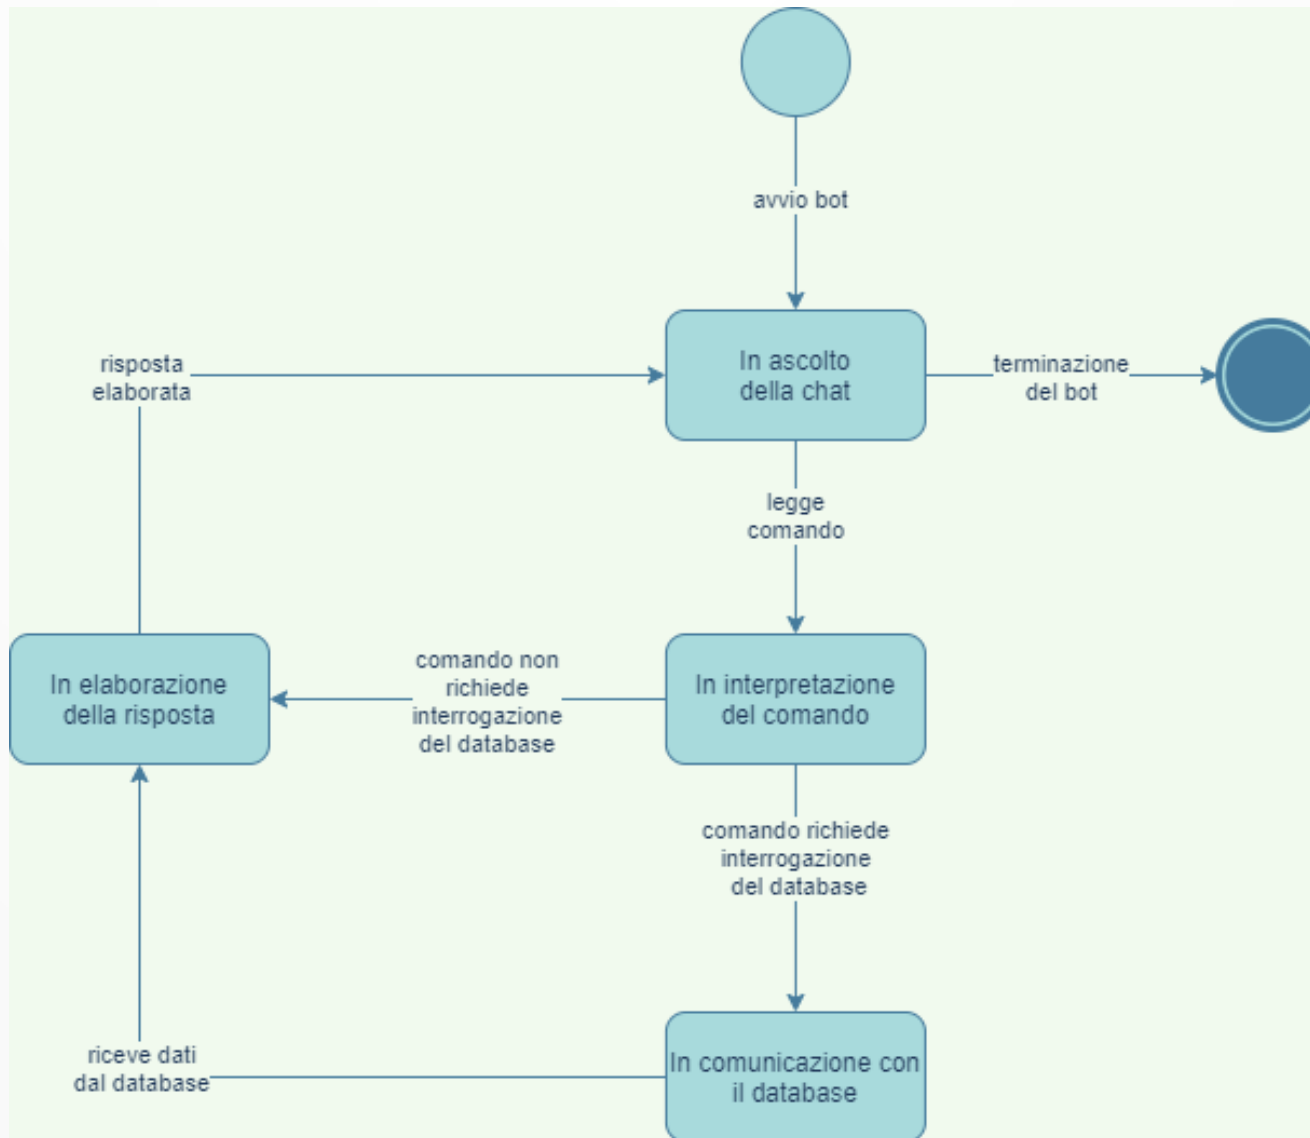 avvio bot
In ascolto
della chat
terminazione
del bot
risposta
elaborata
legge
comando
In elaborazione
della risposta
comando non
richiede
interrogazione
del database
In interpretazione
del comando
comando richiede
interrogazione
del database
riceve dati
dal database
In comunicazione con
il database